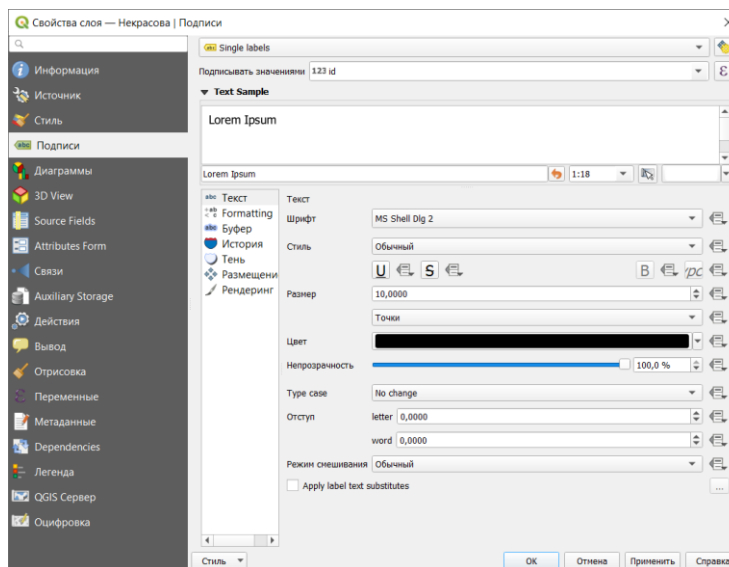 Свойства слоя — Некрасова | Подписи
Информация
Источник
Стиль
Подписи
Диаграммы
3D View
Source Fields
Attributes Form
Связи
Auxiliary Storage
Действия
Вывод
Отрисовка
Переменные
Метаданные
Dependencies
Легенда
QGIS Сервер
Оцифровка
abc Single labels
Подписывать значениями 123 id
Text Sample
Lorem Ipsum
Lorem Ipsum 1:18
abc Текст
Formatting
abc Буфер
История
Тень
Размещени
Рендеринг
Текст
Шрифт MS Shell Dlg 2
Стиль Обычный
U S B
Размер 10,0000
Точки
Цвет
Непрозрачность 100,0 %
Type case No change
Отступ letter 0,0000
word 0,0000
Режим смешивания Обычный
Apply label text substitutes ...
Стиль OK Отмена Применить Справка